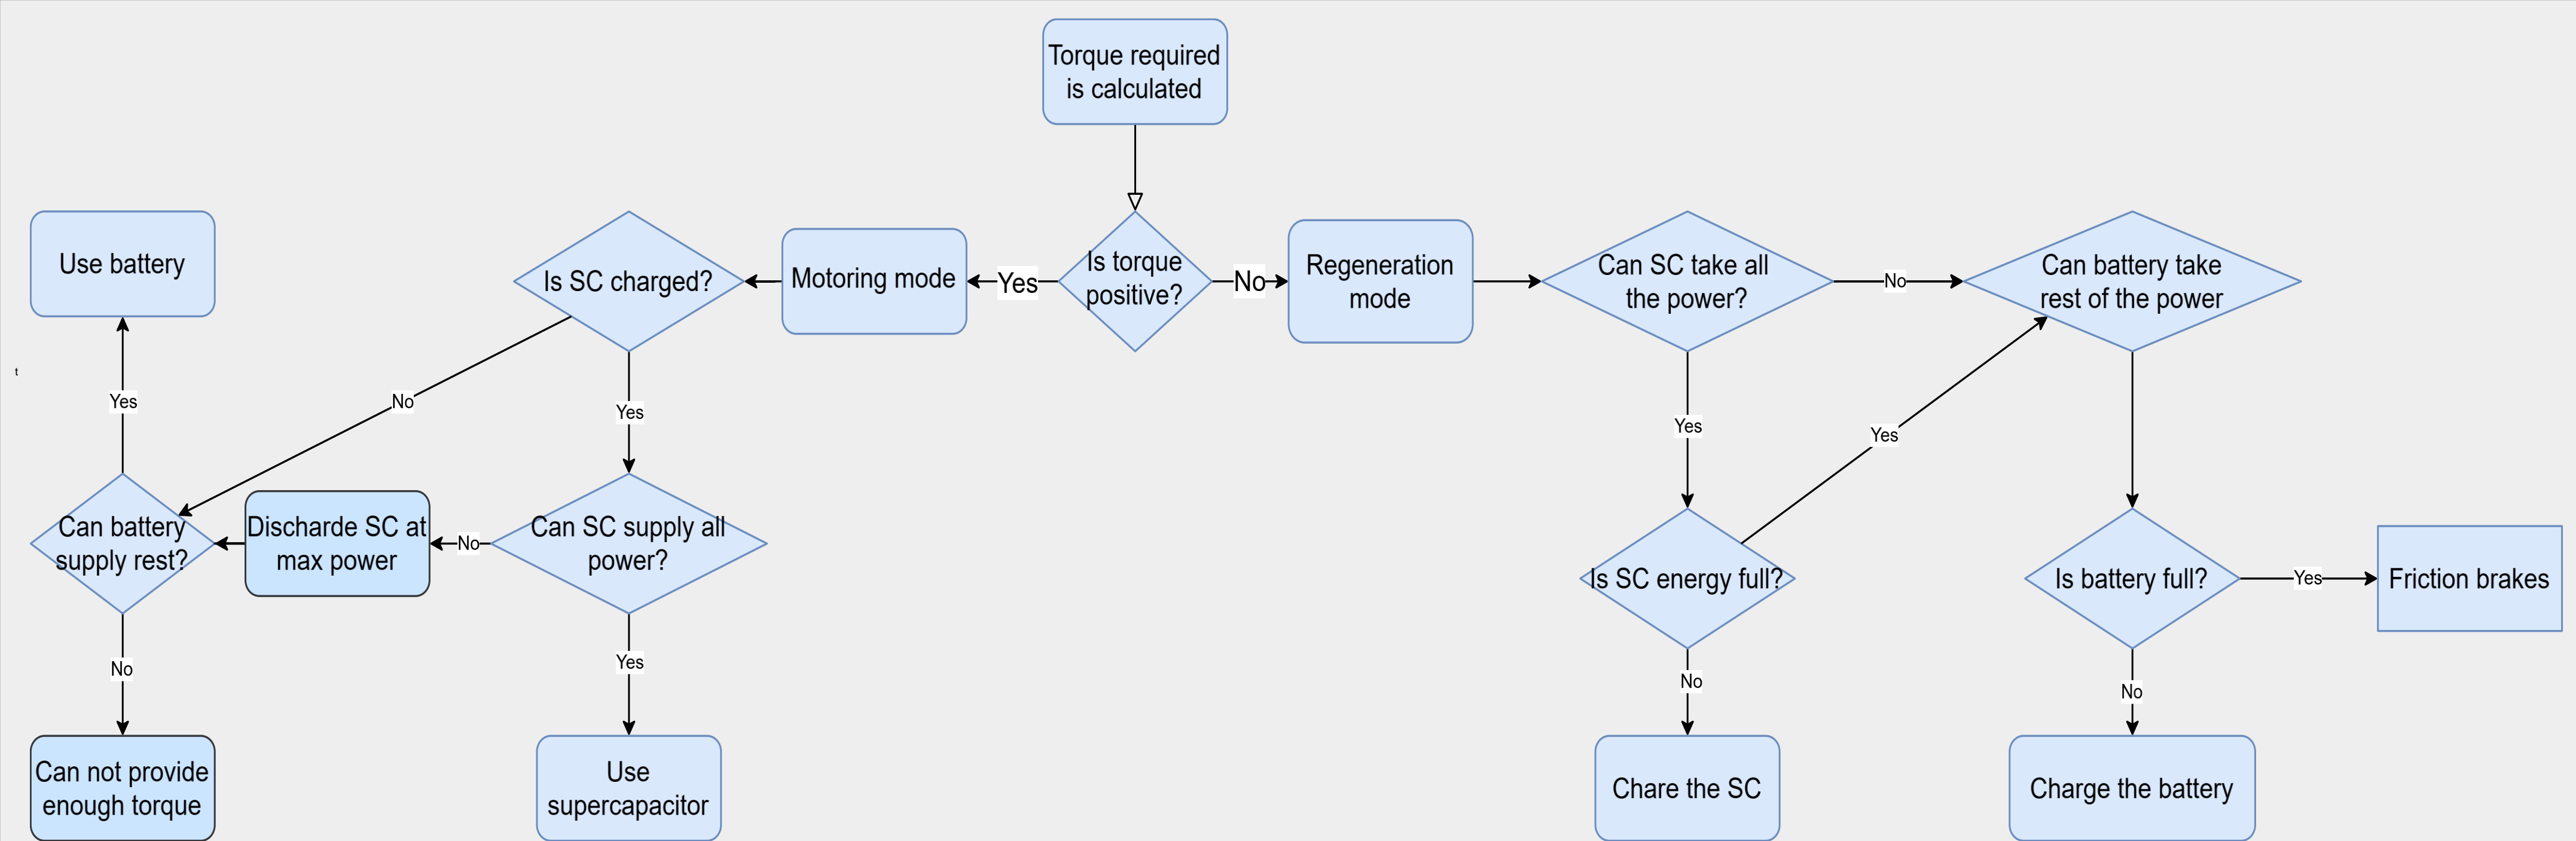 Torque required
is calculated
Use battery
Is SC charged?
Motoring mode
Yes
Is torque
positive?
No
Regeneration
mode
Can SC take all
the power?
No
Can battery take
rest of the power
t
Yes
No
Yes
Yes
Yes
Can battery
supply rest?
Discharde SC at
max power
No
Can SC supply all
power?
Is SC energy full?
Is battery full?
Yes
Friction brakes
No
Yes
No
No
Can not provide
enough torque
Use
supercapacitor
Chare the SC
Charge the battery